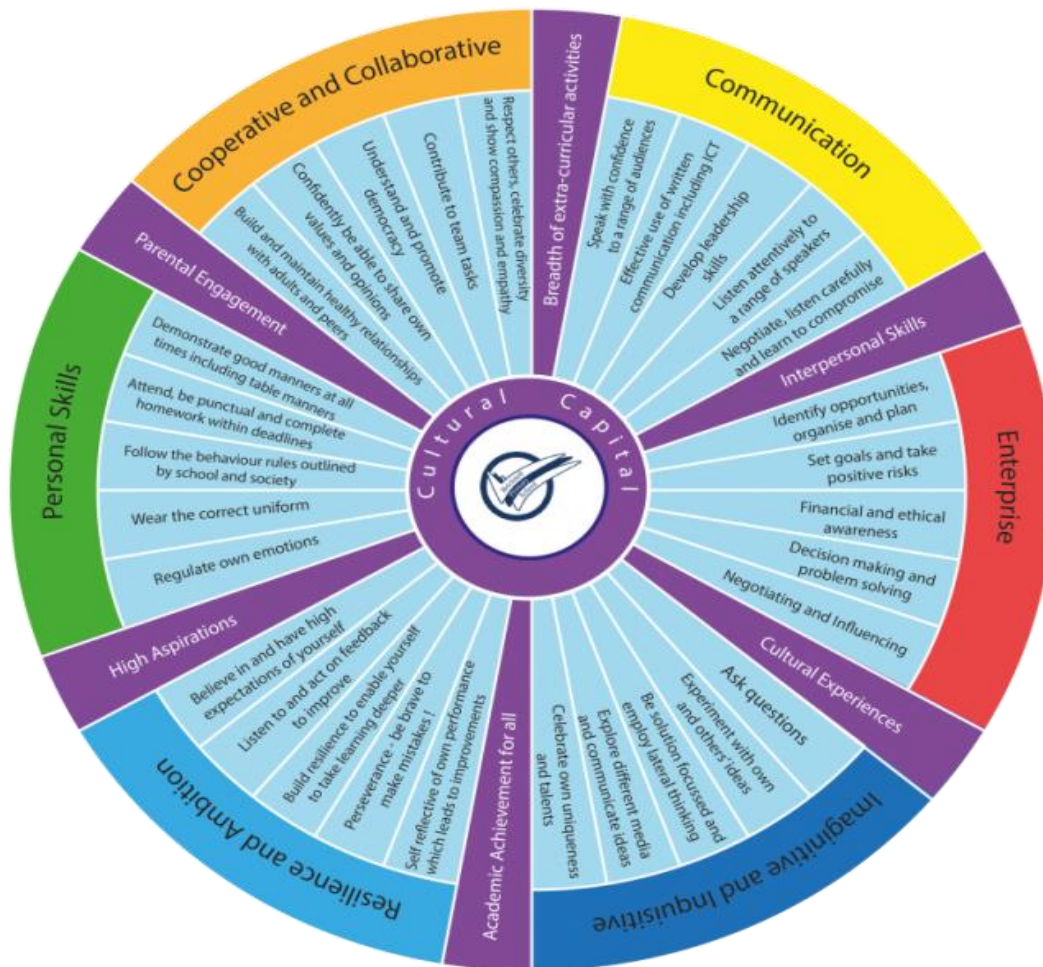 Cultural Capital
Breadth of extra-curricular activities
Communication
Speak with confidence
to a range of audiences
Effective use of written
communication including ICT
Develop leadership
skills
Listen attentively to
a range of speakers
Negotiate, listen carefully
and learn to compromise
Interpersonal Skills
Enterprise
Identify opportunities,
organise and plan
Set goals and take
positive risks
Financial and ethical
awareness
Decision making and
problem solving
Negotiating and Influencing
Cultural Experiences
Imaginitive and Inquisitive
Ask questions
Experiment with own
and others' ideas
Be solution focussed and
employ lateral thinking
Explore different media
and communicate ideas
Celebrate own uniqueness
and talents
Academic Achievement for all
Resilience and Ambition
Self reflective of own performance
which leads to improvements
Perseverance - be brave to
make mistakes !
Build resilience to enable yourself
to take learning deeper
Listen to and act on feedback
to improve
Believe in and have high
expectations of yourself
High Aspirations
Personal Skills
Regulate own emotions
Wear the correct uniform
Follow the behaviour rules outlined
by school and society
Attend, be punctual and complete
homework within deadlines
Demonstrate good manners at all
times including table manners
Parental Engagement
Cooperative and Collaborative
Build and maintain healthy relationships
with adults and peers
Confidently be able to share own
values and opinions
Understand and promote
democracy
Contribute to team tasks
Respect others, celebrate diversity
and show compassion and empathy